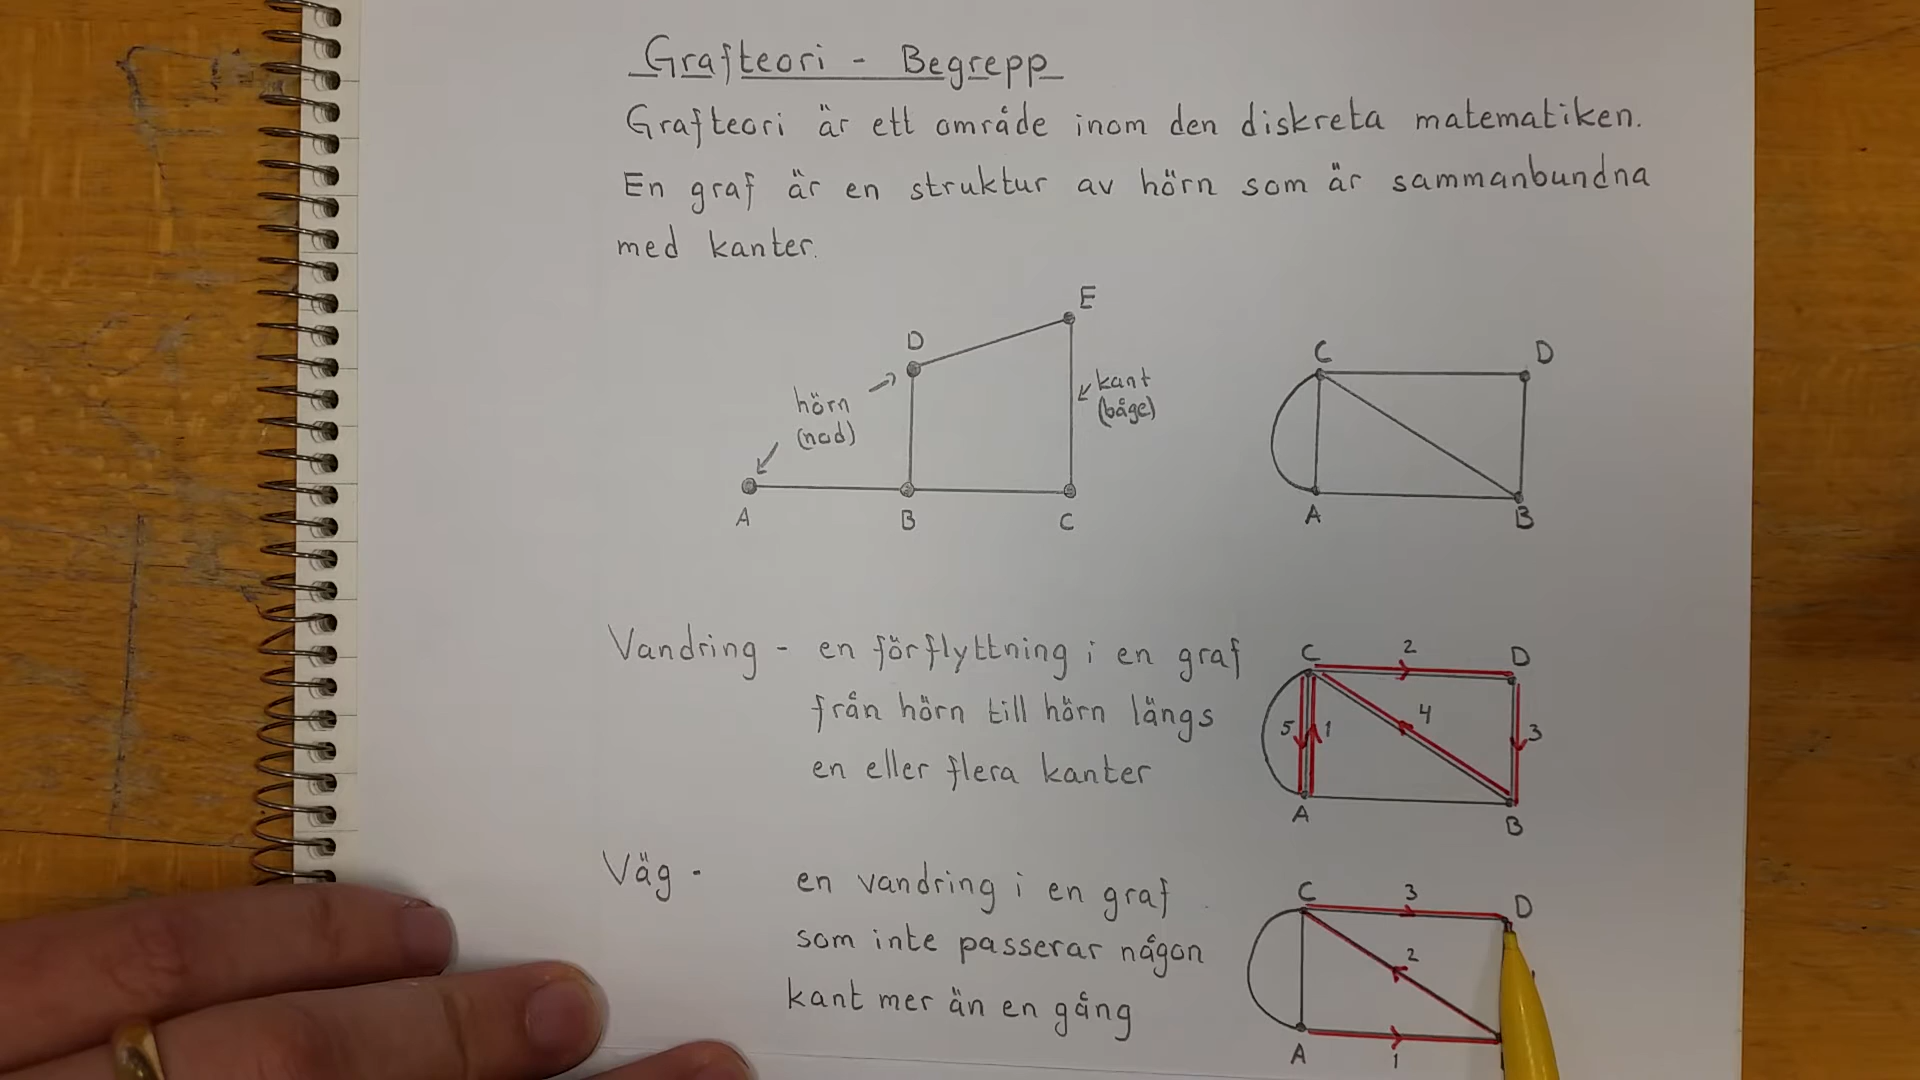 Grafteori - Begrepp
Grafteori är ett område inom den diskreta matematiken.
En graf är en struktur av hörn som är sammanbundna
med kanter.
E
D
hörn
(nod)
kant
(båge)
A
B
C
C
D
A
B
Vandring - en förflyttning i en graf
från hörn till hörn längs
en eller flera kanter
C
2
D
5
1
4
3
A
B
Väg - en vandring i en graf
som inte passerar någon
kant mer än en gång
C
3
D
2
A
1